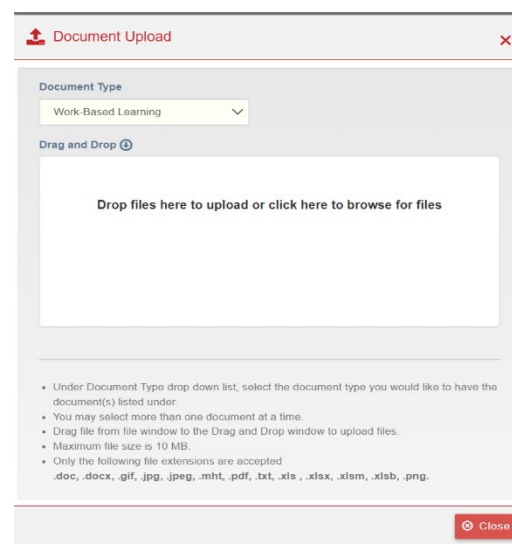 Document Upload
Document Type
Work-Based Learning
Drag and Drop
Drop files here to upload or click here to browse for files
• Under Document Type drop down list, select the document type you would like to have the
document(s) listed under.
• You may select more than one document at a time.
• Drag file from file window to the Drag and Drop window to upload files.
• Maximum file size is 10 MB.
• Only the following file extensions are accepted
.doc, .docx, .gif, .jpg, .jpeg, .mht, .pdf, .txt, .xls , .xlsx, .xlsm, .xlsb, .png.
Close